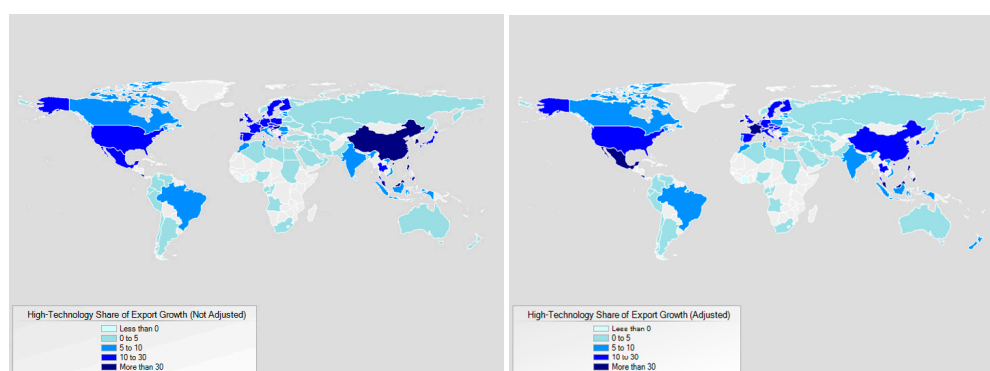 High-Technology Share of Export Growth (Not Adjusted)
Less than 0
0 to 5
5 to 10
10 to 30
More than 30
High-Technology Share of Export Growth (Adjusted)
Less than 0
0 to 5
5 to 10
10 to 30
More than 30